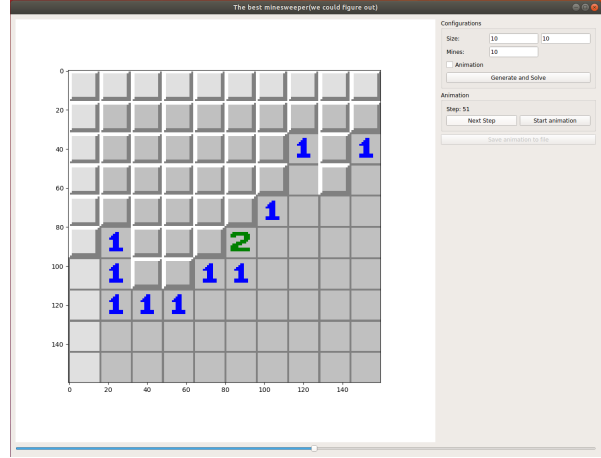 The best minesweeper(we could figure out)
Configurations
Size: 10 10
Mines: 10
Animation
Generate and Solve
Animation
Step: 51
Next Step Start animation
Save animation to file
0
20
40 1 1
60
80 1
1 2
100 1 1 1
120 1 1 1
140
0 20 40 60 80 100 120 140